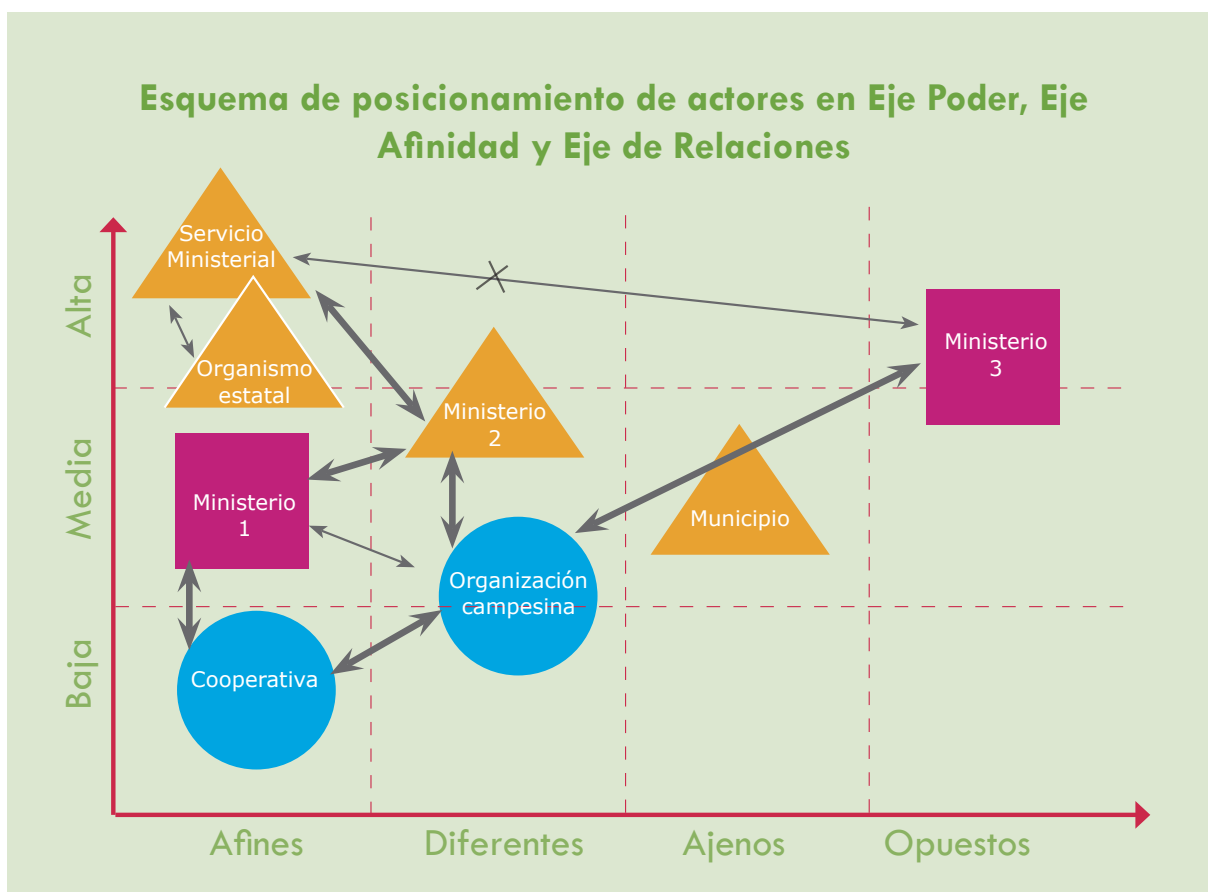 Esquema de posicionamiento de actores en Eje Poder, Eje
Afinidad y Eje de Relaciones
Alta
Media
Baja
Servicio
Ministerial
Organismo
estatal
Ministerio
2
Ministerio
3
Ministerio
1
Municipio
Organización
campesina
Cooperativa
Afines
Diferentes
Ajenos
Opuestos